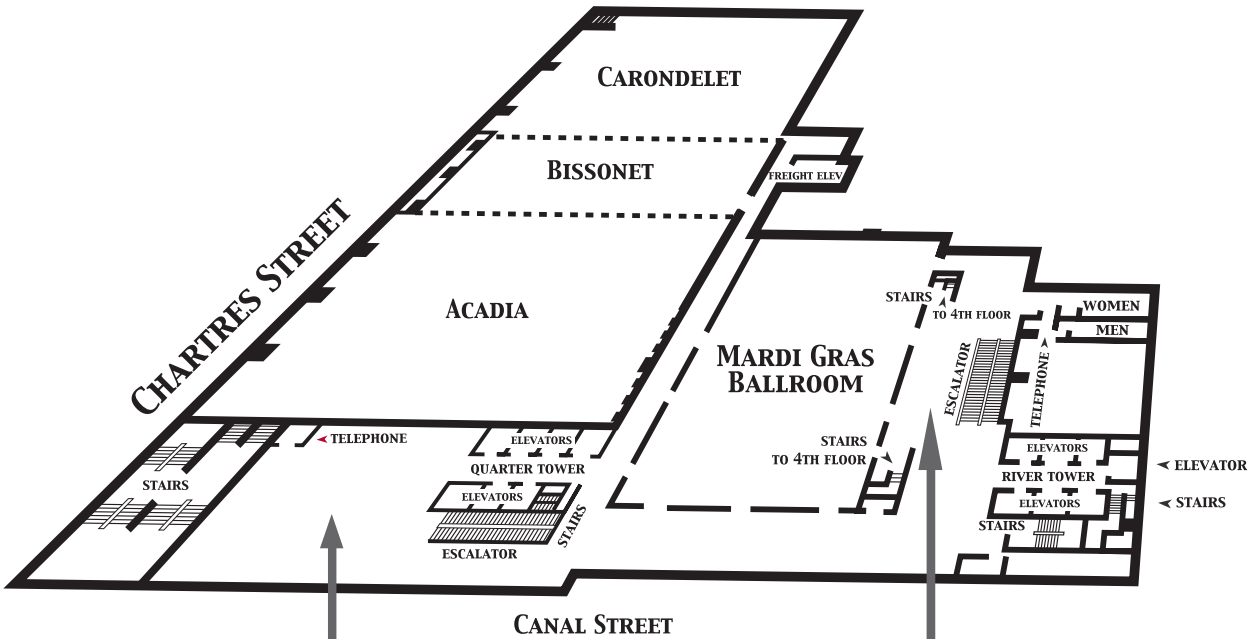 CARONDELET
BISSONET
FREIGHT ELEV
CHARTRES STREET
ACADIA
STAIRS
TO 4TH FLOOR
WOMEN
MEN
MARDI GRAS
BALLROOM
ESCALATOR
TELEPHONE
TELEPHONE
ELEVATORS
QUARTER TOWER
STAIRS
TO 4TH FLOOR
ELEVATORS
RIVER TOWER
ELEVATOR
STAIRS
ELEVATORS
STAIRS
ELEVATORS
STAIRS
STAIRS
ESCALATOR
CANAL STREET